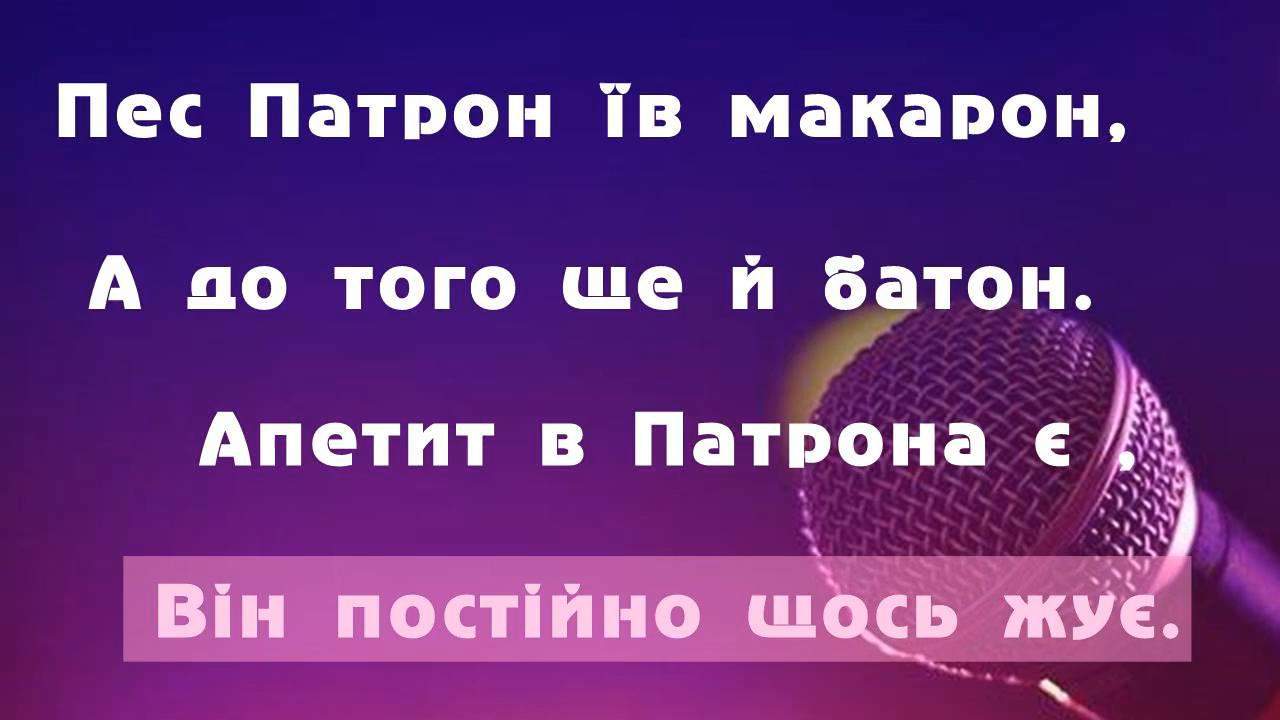 Пес Патрон їв макарон,
А до того ще й батон.
Апетит в Патрона є ,
Він постійно щось жує.